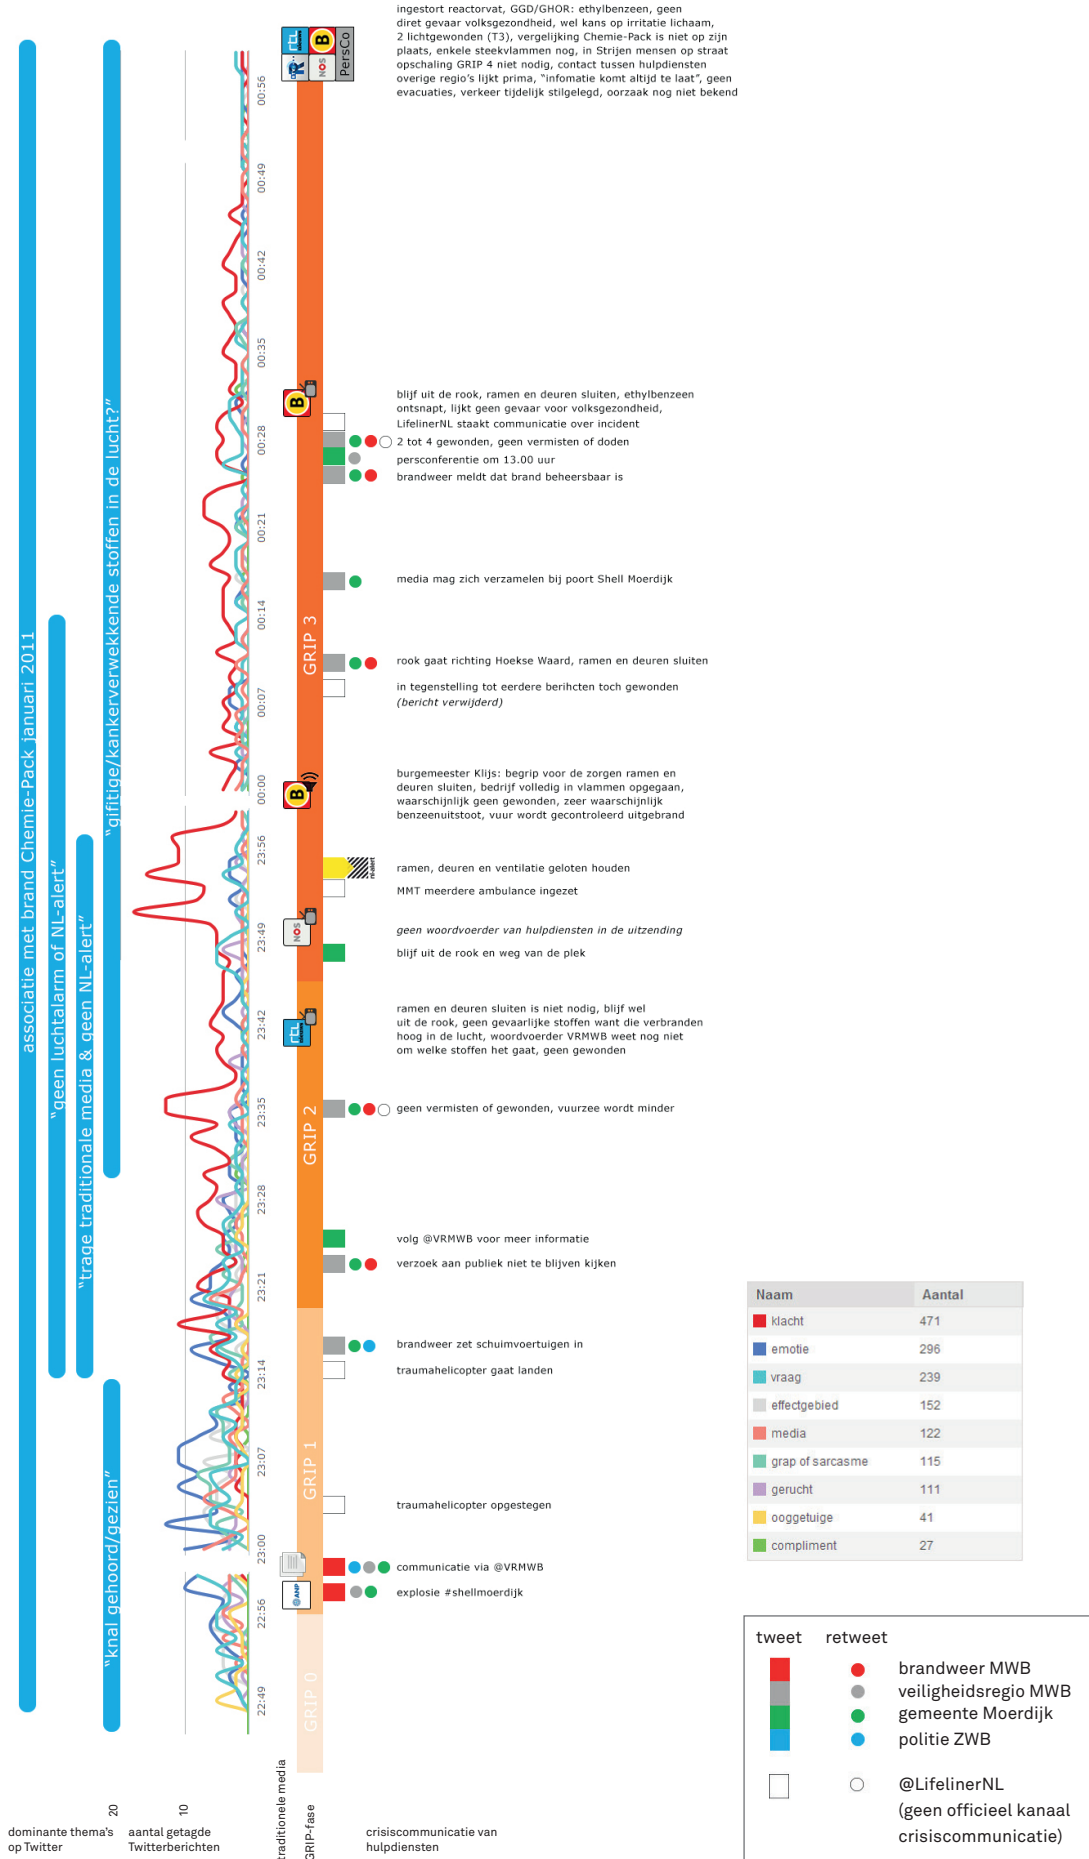 ingestort reactorvat, GGD/GHOR: ethylbenzeen, geen
diret gevaar volksgezondheid, wel kans op irritatie lichaam,
2 lichtgewonden (T3), vergelijking Chemie-Pack is niet op zijn
plaats, enkele steekvlammen nog, in Strijen mensen op straat
opschaling GRIP 4 niet nodig, contact tussen hulpdiensten
overige regio's lijkt prima, "infomatie komt altijd te laat", geen
evacuaties, verkeer tijdelijk stilgelegd, oorzaak nog niet bekend
rtl
B
R
NOS
PersCo
blijf uit de rook, ramen en deuren sluiten, ethylbenzeen
ontsnapt, lijkt geen gevaar voor volksgezondheid,
LifelinerNL staakt communicatie over incident
B
2 tot 4 gewonden, geen vermisten of doden
persconferentie om 13.00 uur
brandweer meldt dat brand beheersbaar is
media mag zich verzamelen bij poort Shell Moerdijk
rook gaat richting Hoekse Waard, ramen en deuren sluiten
in tegenstelling tot eerdere berihcten toch gewonden
(bericht verwijderd)
burgemeester Klijs: begrip voor de zorgen ramen en
deuren sluiten, bedrijf volledig in vlammen opgegaan,
waarschijnlijk geen gewonden, zeer waarschijnlijk
benzeenuitstoot, vuur wordt gecontroleerd uitgebrand
B
ramen, deuren en ventilatie geloten houden
nl-alert
MMT meerdere ambulance ingezet
NOS
geen woordvoerder van hulpdiensten in de uitzending
blijf uit de rook en weg van de plek
ramen en deuren sluiten is niet nodig, blijf wel
uit de rook, geen gevaarlijke stoffen want die verbranden
hoog in de lucht, woordvoerder VRMWB weet nog niet
om welke stoffen het gaat, geen gewonden
rtl
geen vermisten of gewonden, vuurzee wordt minder
volg @VRMWB voor meer informatie
verzoek aan publiek niet te blijven kijken
brandweer zet schuimvoertuigen in
traumahelicopter gaat landen
traumahelicopter opgestegen
communicatie via @VRMWB
ANP
explosie #shellmoerdijk
associatie met brand Chemie-Pack januari 2011
"geen luchtalarm of NL-alert"
"trage traditionele media & geen NL-alert"
"gifitige/kankerverwekkende stoffen in de lucht?"
"knal gehoord/gezien"
00:56
00:49
00:42
00:35
00:28
00:21
00:14
00:07
00:00
23:56
23:49
23:42
23:35
23:28
23:21
23:14
23:07
23:00
22:56
22:49
GRIP 3
GRIP 2
GRIP 1
GRIP 0
Naam Aantal
klacht 471
emotie 296
vraag 239
effectgebied 152
media 122
grap of sarcasme 115
gerucht 111
ooggetuige 41
compliment 27
tweet retweet
brandweer MWB
veiligheidsregio MWB
gemeente Moerdijk
politie ZWB
@LifelinerNL
(geen officieel kanaal
crisiscommunicatie)
20
10
dominante thema's
op Twitter
aantal getagde
Twitterberichten
traditionele media
GRIP-fase
crisiscommunicatie van
hulpdiensten